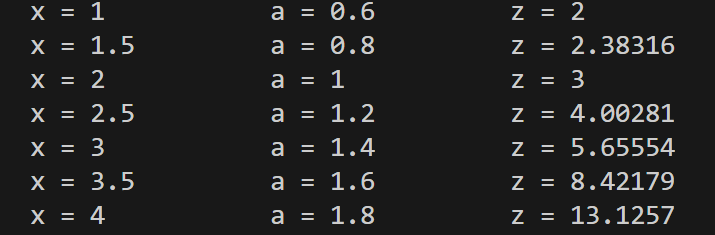 x = 1 a = 0.6 z = 2
x = 1.5 a = 0.8 z = 2.38316
x = 2 a = 1 z = 3
x = 2.5 a = 1.2 z = 4.00281
x = 3 a = 1.4 z = 5.65554
x = 3.5 a = 1.6 z = 8.42179
x = 4 a = 1.8 z = 13.1257